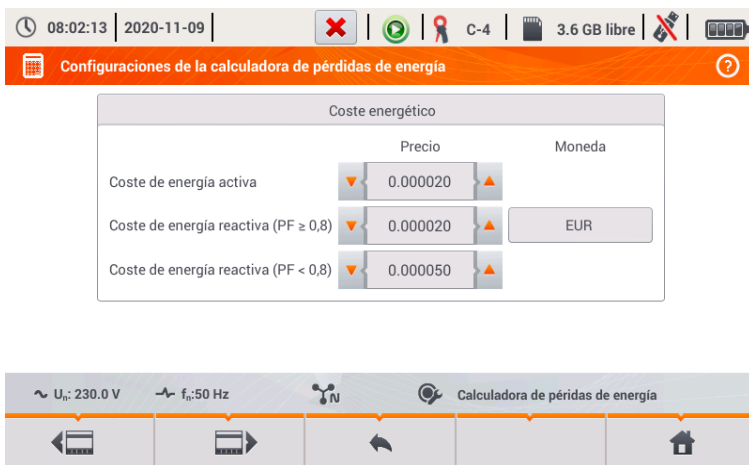 08:02:13 2020-11-09 C-4 3.6 GB libre
Configuraciones de la calculadora de pérdidas de energía ?
Coste energético
Precio Moneda
Coste de energía activa 0.000020
Coste de energía reactiva (PF ≥ 0,8) 0.000020 EUR
Coste de energía reactiva (PF < 0,8) 0.000050
Un: 230.0 V fn:50 Hz N Calculadora de péridas de energía